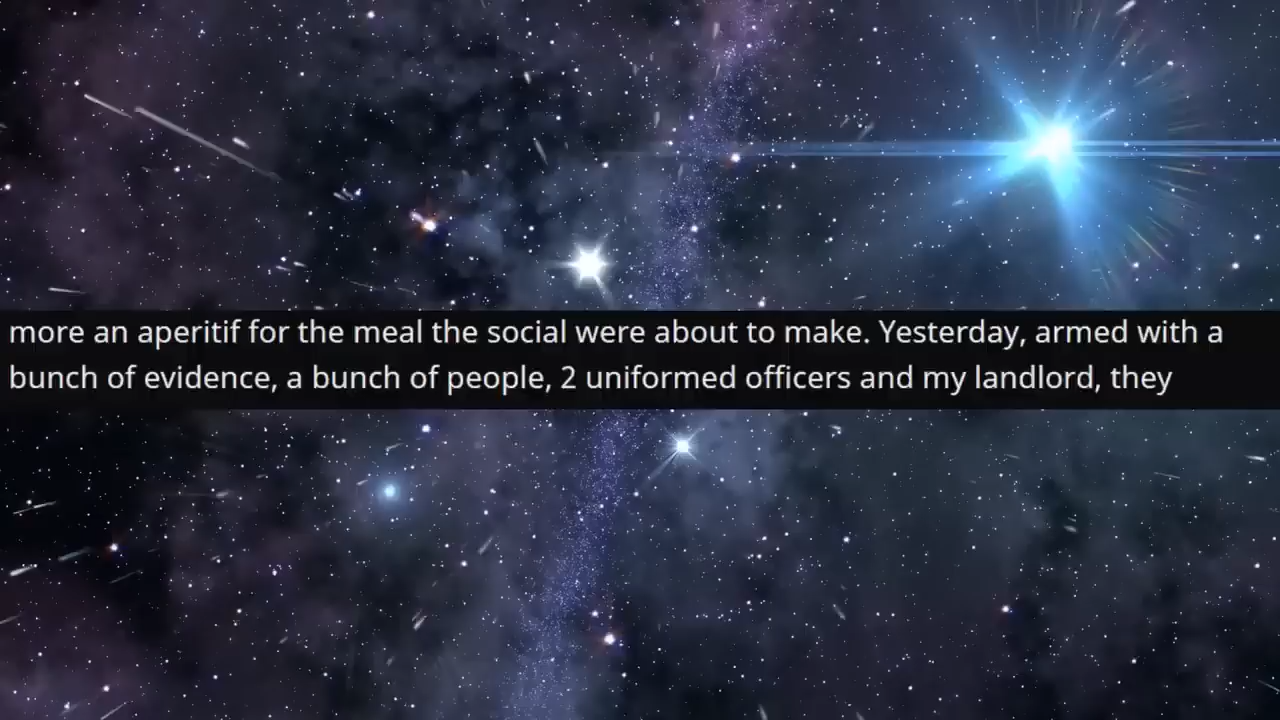 more an aperitif for the meal the social were about to make. Yesterday, armed with a
bunch of evidence, a bunch of people, 2 uniformed officers and my landlord, they